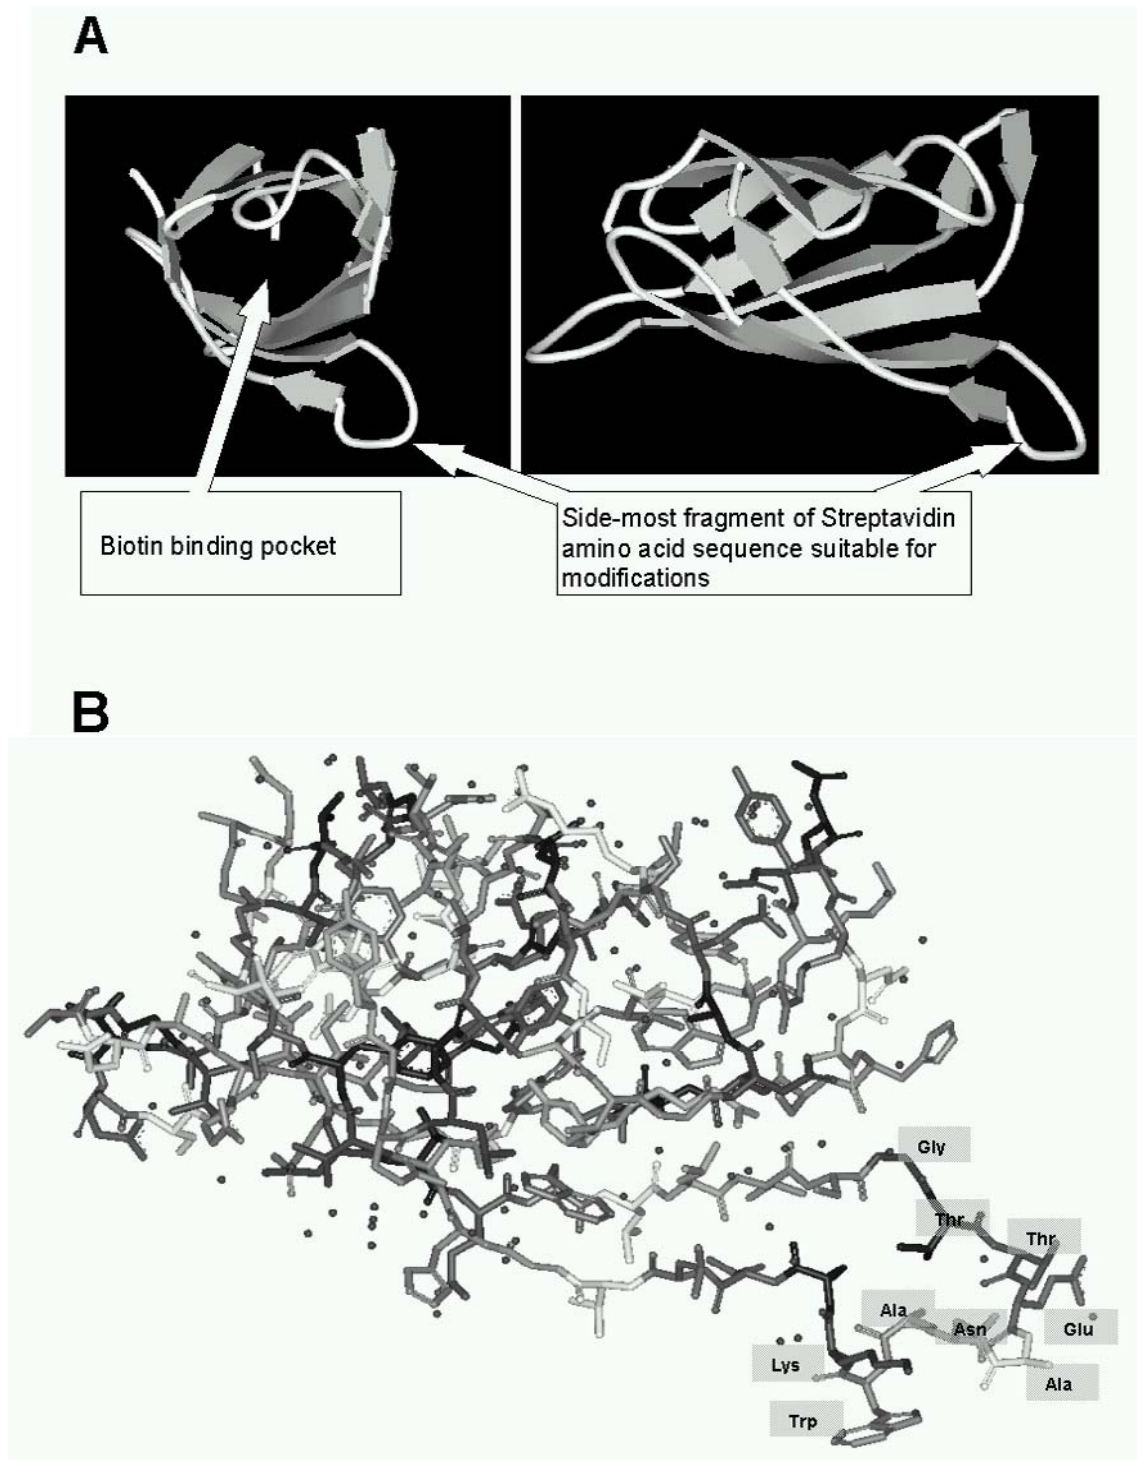 A
Biotin binding pocket
Side-most fragment of Streptavidin
amino acid sequence suitable for
modifications
B
Gly
Thr
Thr
Ala
Asn
Glu
Lys
Ala
Trp